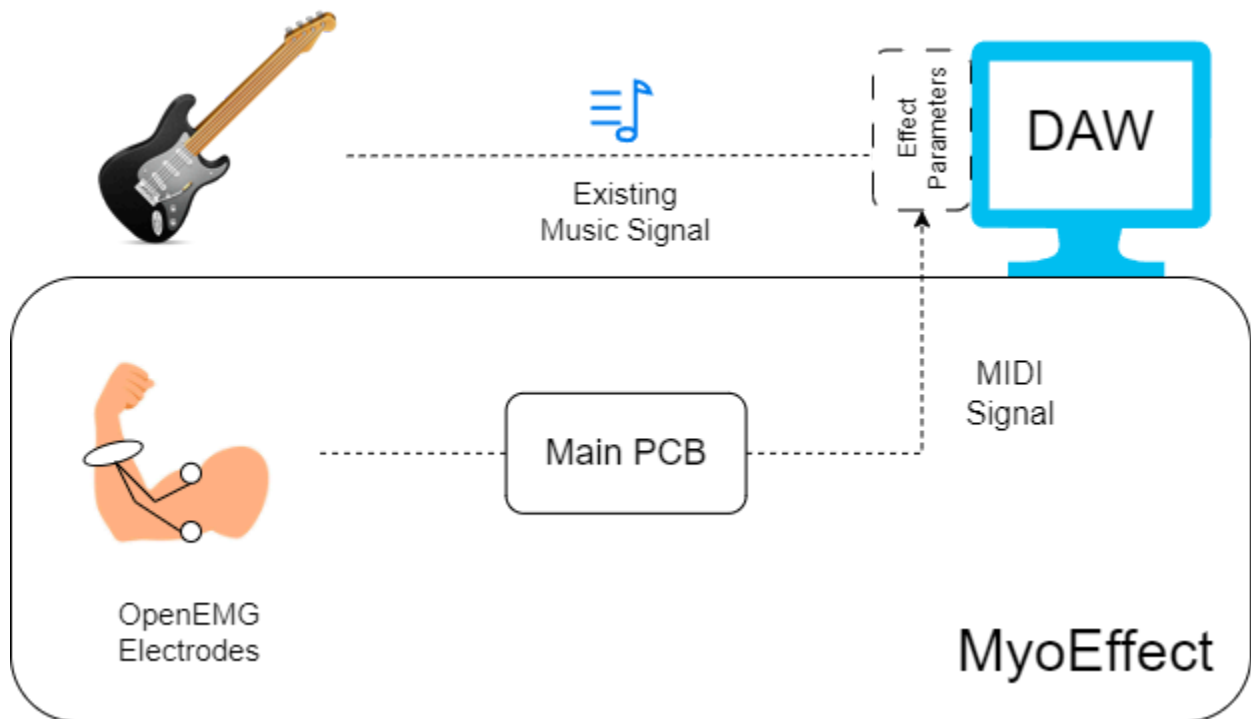 Effect
Parameters
DAW
Existing
Music Signal
MIDI
Signal
Main PCB
OpenEMG
Electrodes
MyoEffect